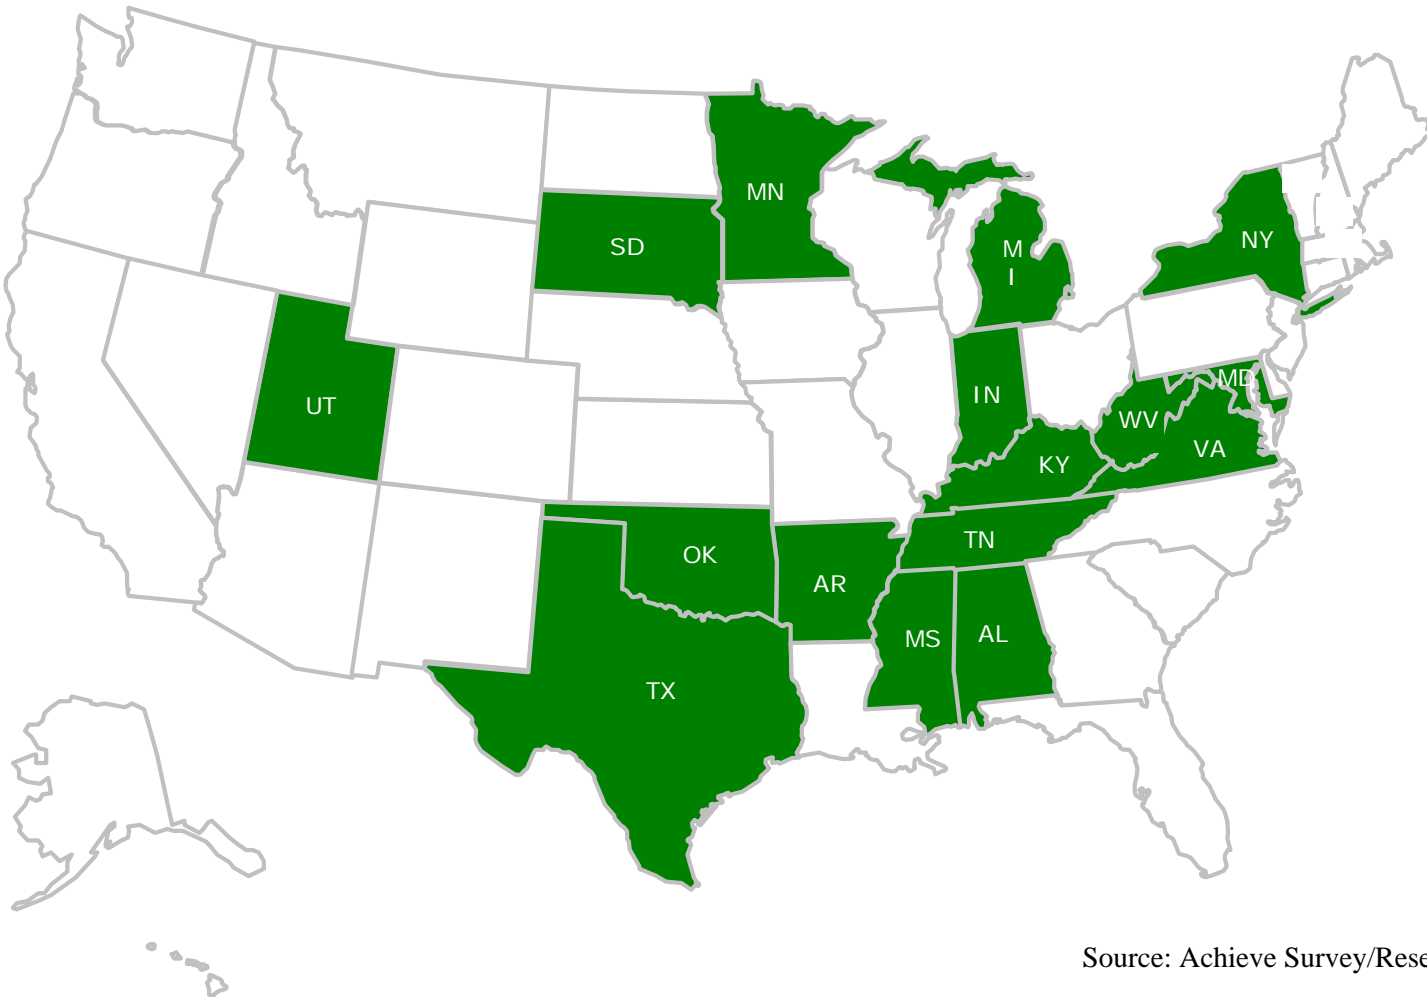 MN
M
I
NY
SD
MD
IN
UT
WV
VA
KY
TN
OK
AR
MS
AL
TX
Source: Achieve Survey/Rese